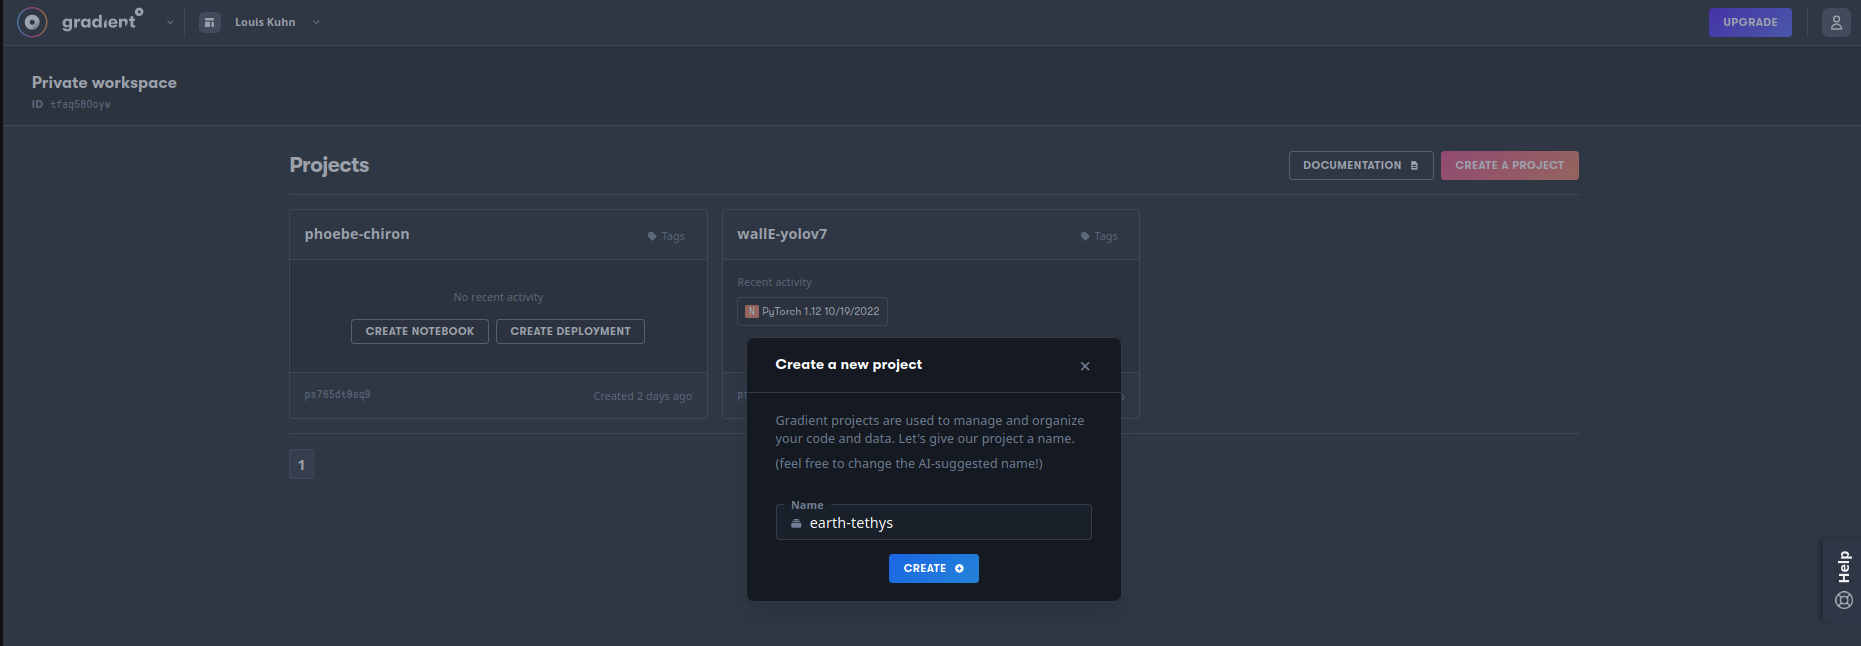 gradient
Louis Kuhn
UPGRADE
Private workspace
ID tfaq580oyw
Projects
DOCUMENTATION
CREATE A PROJECT
phoebe-chiron
Tags
wallE-yolov7
Tags
No recent activity
CREATE NOTEBOOK
CREATE DEPLOYMENT
Recent activity
N PyTorch 1.12 10/19/2022
ps765dt9aq9
Created 2 days ago
Create a new project
Gradient projects are used to manage and organize
your code and data. Let's give our project a name.
(feel free to change the AI-suggested name!)
Name
earth-tethys
CREATE
1
Help